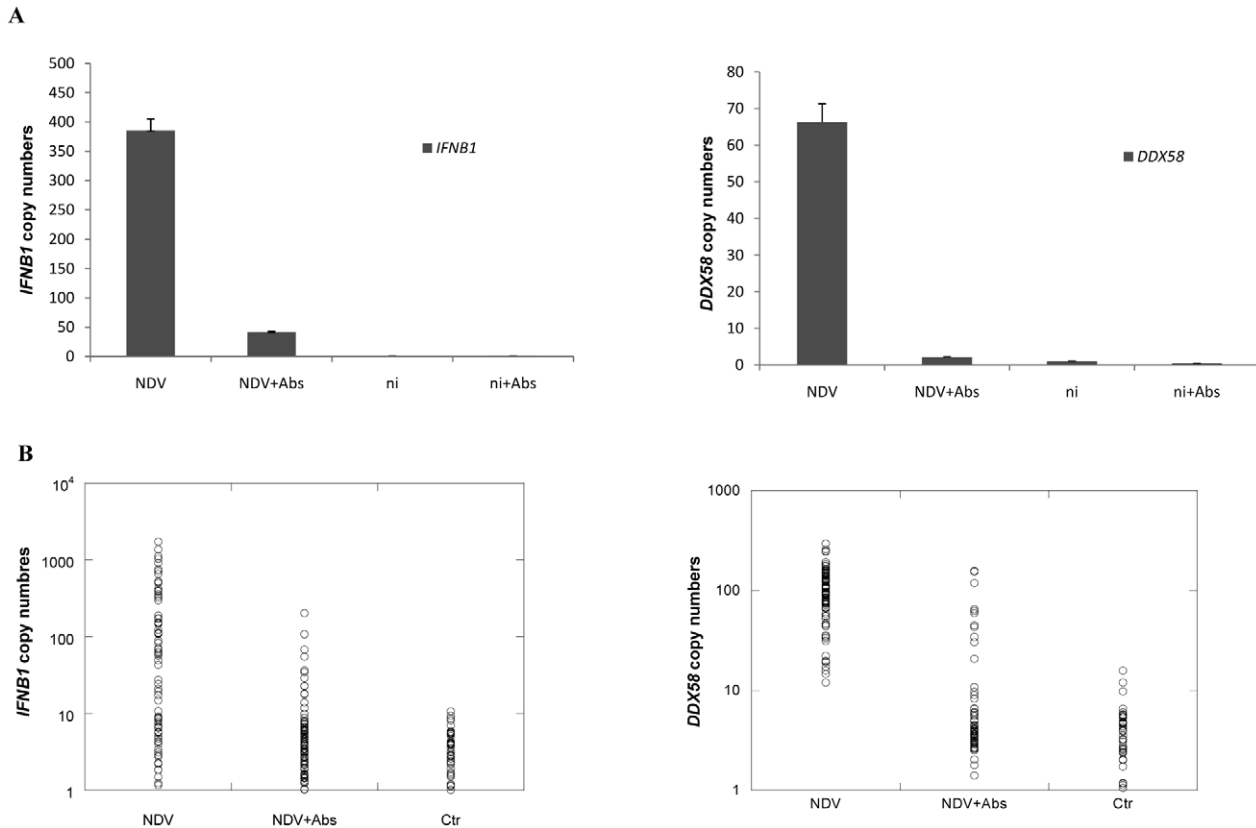 A
IFNB1 copy numbers
500
450
400
350
300
250
200
150
100
50
0
IFNB1
NDV NDV+Abs ni ni+Abs
DDX58 copy numbers
80
70
60
50
40
30
20
10
0
DDX58
NDV NDV+Abs ni ni+Abs
B
IFNB1 copy numbres
10⁴
1000
100
10
1
NDV NDV+Abs Ctr
DDX58 copy numbers
1000
100
10
1
NDV NDV+Abs Ctr